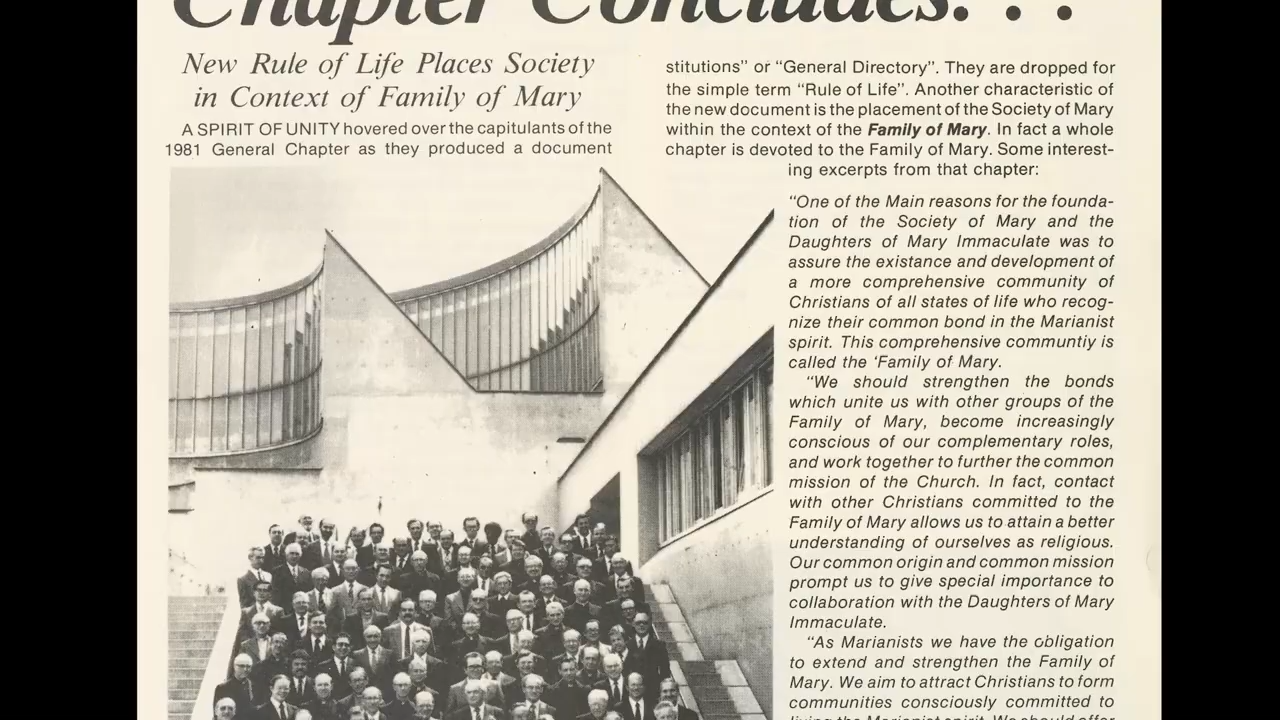 Chapter Concludes. . .
New Rule of Life Places Society
in Context of Family of Mary
A SPIRIT OF UNITY hovered over the capitulants of the
1981 General Chapter as they produced a document
stitutions” or “General Directory”. They are dropped for
the simple term “Rule of Life”. Another characteristic of
the new document is the placement of the Society of Mary
within the context of the Family of Mary. In fact a whole
chapter is devoted to the Family of Mary. Some interest-
ing excerpts from that chapter:
“One of the Main reasons for the founda-
tion of the Society of Mary and the
Daughters of Mary Immaculate was to
assure the existance and development of
a more comprehensive community of
Christians of all states of life who recog-
nize their common bond in the Marianist
spirit. This comprehensive communtiy is
called the ‘Family of Mary.
“We should strengthen the bonds
which unite us with other groups of the
Family of Mary, become increasingly
conscious of our complementary roles,
and work together to further the common
mission of the Church. In fact, contact
with other Christians committed to the
Family of Mary allows us to attain a better
understanding of ourselves as religious.
Our common origin and common mission
prompt us to give special importance to
collaboration with the Daughters of Mary
Immaculate.
“As Marianists we have the obligation
to extend and strengthen the Family of
Mary. We aim to attract Christians to form
communities consciously committed to
living the Marianist spirit. We should offer